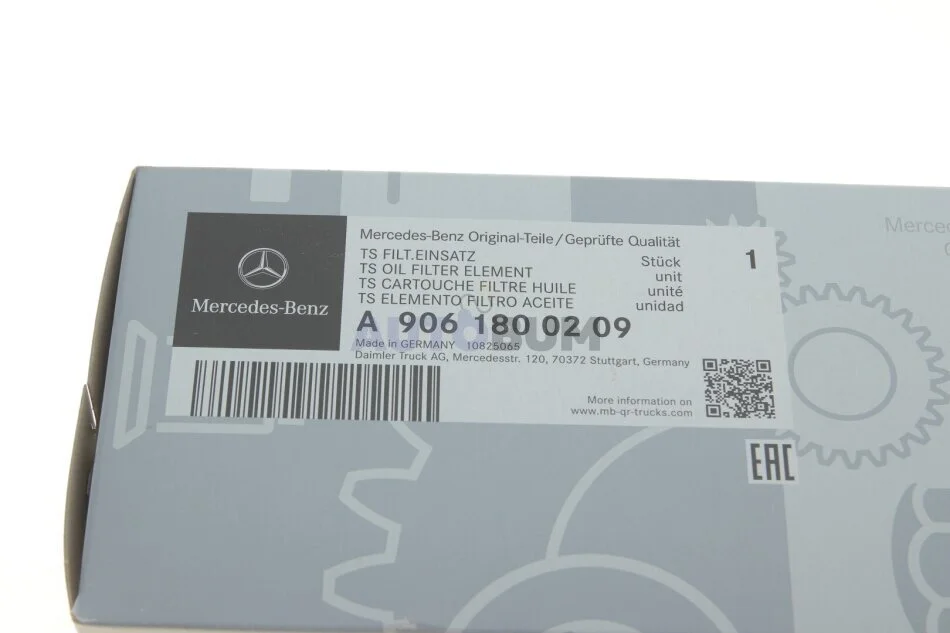 Merce
Mercedes-Benz
Mercedes-Benz Original-Teile/Geprüfte Qualität
TS FILT.EINSATZ Stück 1
TS OIL FILTER ELEMENT unit
TS CARTOUCHE FILTRE HUILE unité
TS ELEMENTO FILTRO ACEITE unidad
A 906 180 02 09
AUTODUM
Made in GERMANY 10825065
Daimler Truck AG, Mercedesstr. 120, 70372 Stuttgart, Germany
More information on
www.mb-qr-trucks.com
EAC